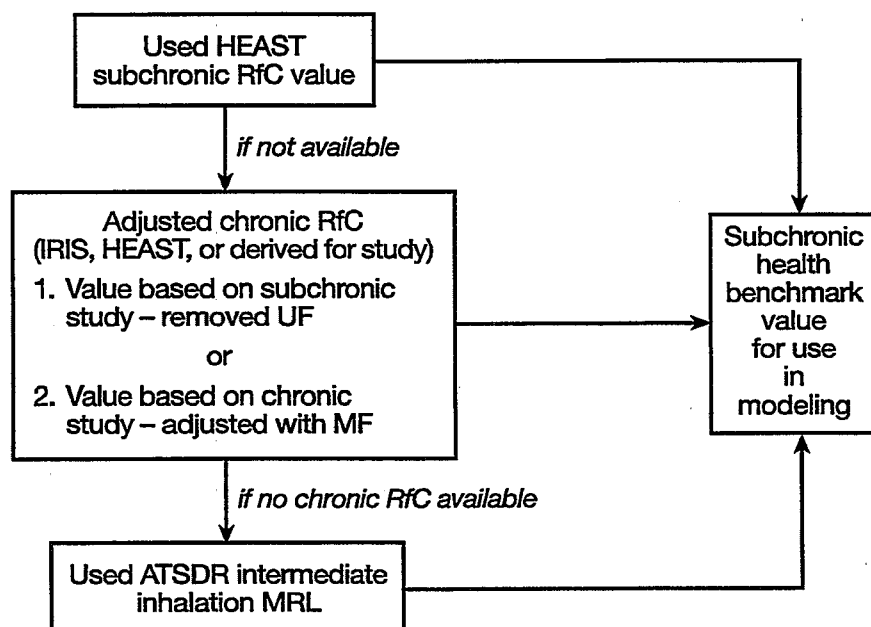 Used HEAST
subchronic RfC value
if not available
Adjusted chronic RfC
(IRIS, HEAST, or derived for study)
1. Value based on subchronic
study – removed UF
or
2. Value based on chronic
study – adjusted with MF
if no chronic RfC available
Used ATSDR intermediate
inhalation MRL
Subchronic
health
benchmark
value
for use
in
modeling